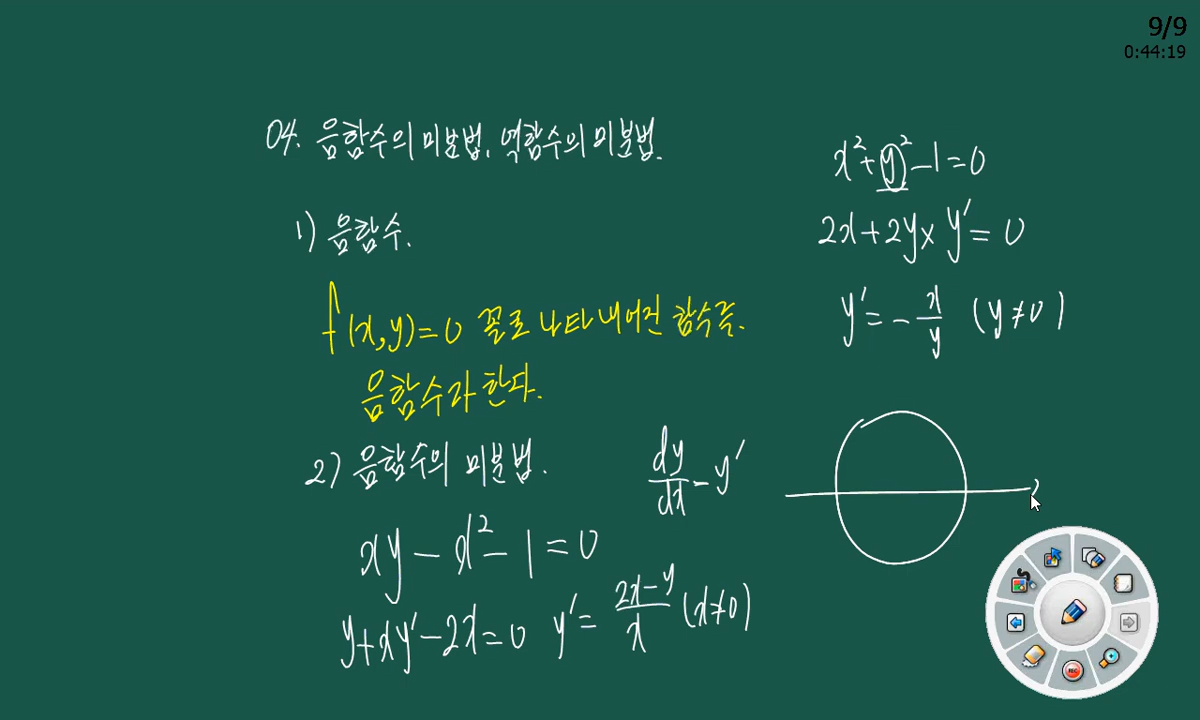 9/9
0:44:19
04. 음함수의 미분법, 역함수의 미분법.
1) 음함수.
f(x,y)=0 꼴로 나타내어진 함수를
음함수라 한다.
2) 음함수의 미분법.
dy/dx - y′
xy - x² - 1 = 0
y + xy′ - 2x = 0 y′ = (2x-y)/x (x≠0)
x² + y² - 1 = 0
2x + 2y × y′ = 0
y′ = - x/y (y≠0)
REC